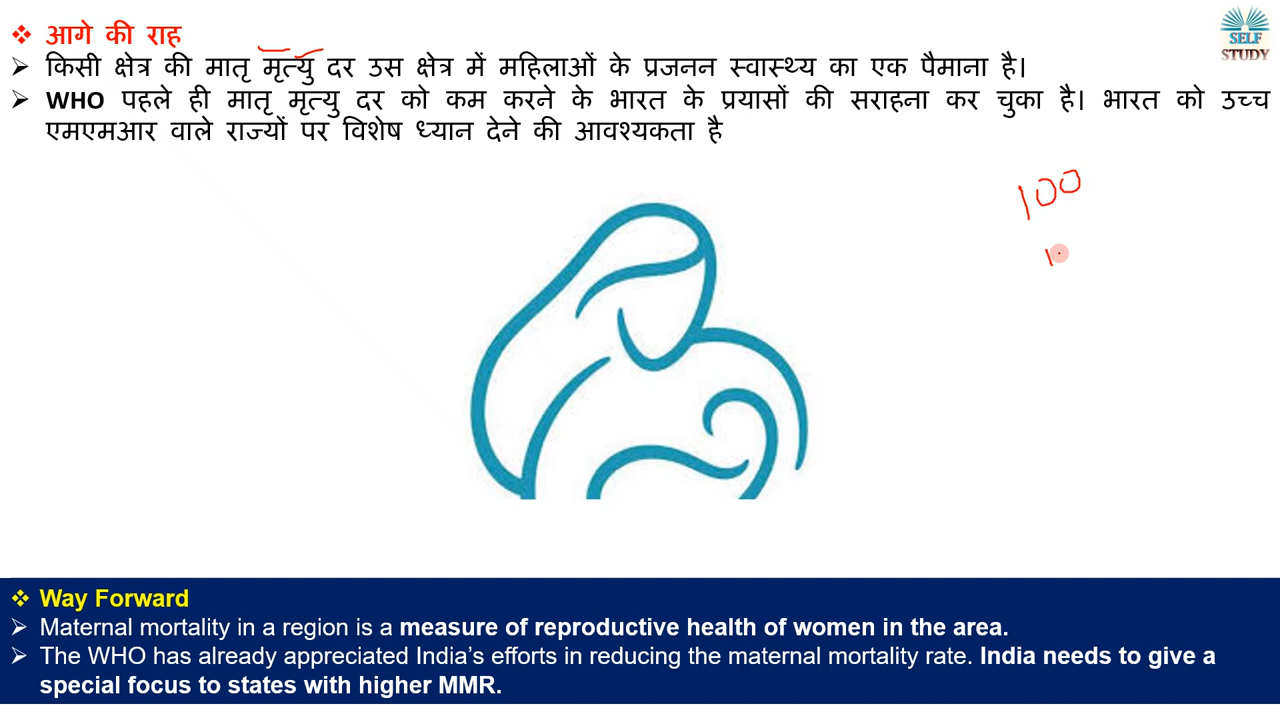 ❖ आगे की राह
SELF
STUDY
➢ किसी क्षेत्र की मातृ मृत्यु दर उस क्षेत्र में महिलाओं के प्रजनन स्वास्थ्य का एक पैमाना है।
➢ WHO पहले ही मातृ मृत्यु दर को कम करने के भारत के प्रयासों की सराहना कर चुका है। भारत को उच्च
एमएमआर वाले राज्यों पर विशेष ध्यान देने की आवश्यकता है
100
❖ Way Forward
➢ Maternal mortality in a region is a measure of reproductive health of women in the area.
➢ The WHO has already appreciated India’s efforts in reducing the maternal mortality rate. India needs to give a
special focus to states with higher MMR.